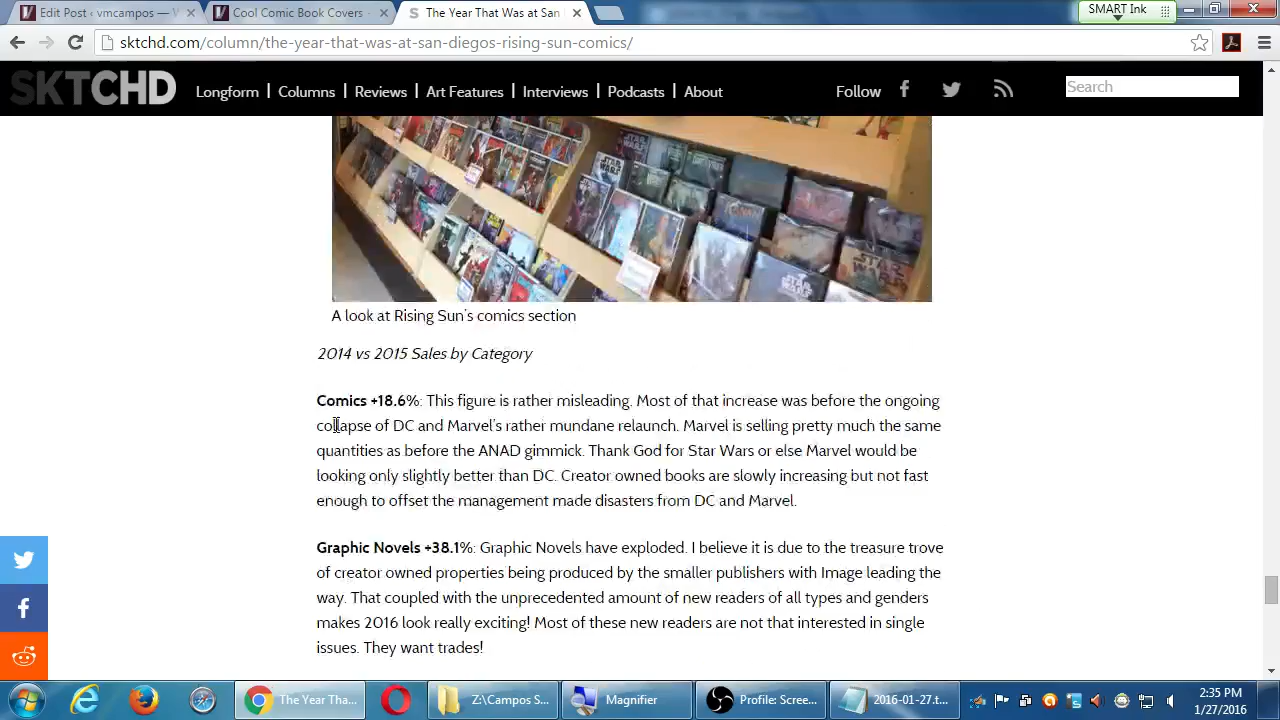 Edit Post ‹ vmcampos — W
Cool Comic Book Covers -
The Year That Was at San
SMART Ink
sktchd.com/column/the-year-that-was-at-san-diegos-rising-sun-comics/
SKTCHD
Longform | Columns | Reviews | Art Features | Interviews | Podcasts | About
Follow
Search
STAR WARS
STAR WARS
STAR WARS
A look at Rising Sun's comics section
2014 vs 2015 Sales by Category
Comics +18.6%: This figure is rather misleading. Most of that increase was before the ongoing
collapse of DC and Marvel's rather mundane relaunch. Marvel is selling pretty much the same
quantities as before the ANAD gimmick. Thank God for Star Wars or else Marvel would be
looking only slightly better than DC. Creator owned books are slowly increasing but not fast
enough to offset the management made disasters from DC and Marvel.
Graphic Novels +38.1%: Graphic Novels have exploded. I believe it is due to the treasure trove
of creator owned properties being produced by the smaller publishers with Image leading the
way. That coupled with the unprecedented amount of new readers of all types and genders
makes 2016 look really exciting! Most of these new readers are not that interested in single
issues. They want trades!
The Year Tha...
Z:\Campos S...
Magnifier
Profile: Scree...
2016-01-27.t...
2:35 PM
1/27/2016